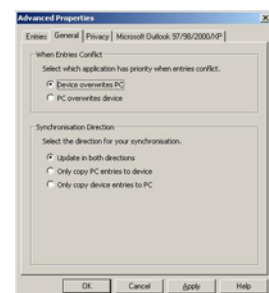 Advanced Properties
Entries General Privacy Microsoft Outlook 97/98/2000/XP
When Entries Conflict
Select which application has priority when entries conflict.
Device overwrites PC
PC overwrites device
Synchronisation Direction
Select the direction for your synchronisation.
Update in both directions
Only copy PC entries to device
Only copy device entries to PC
OK Cancel Apply Help